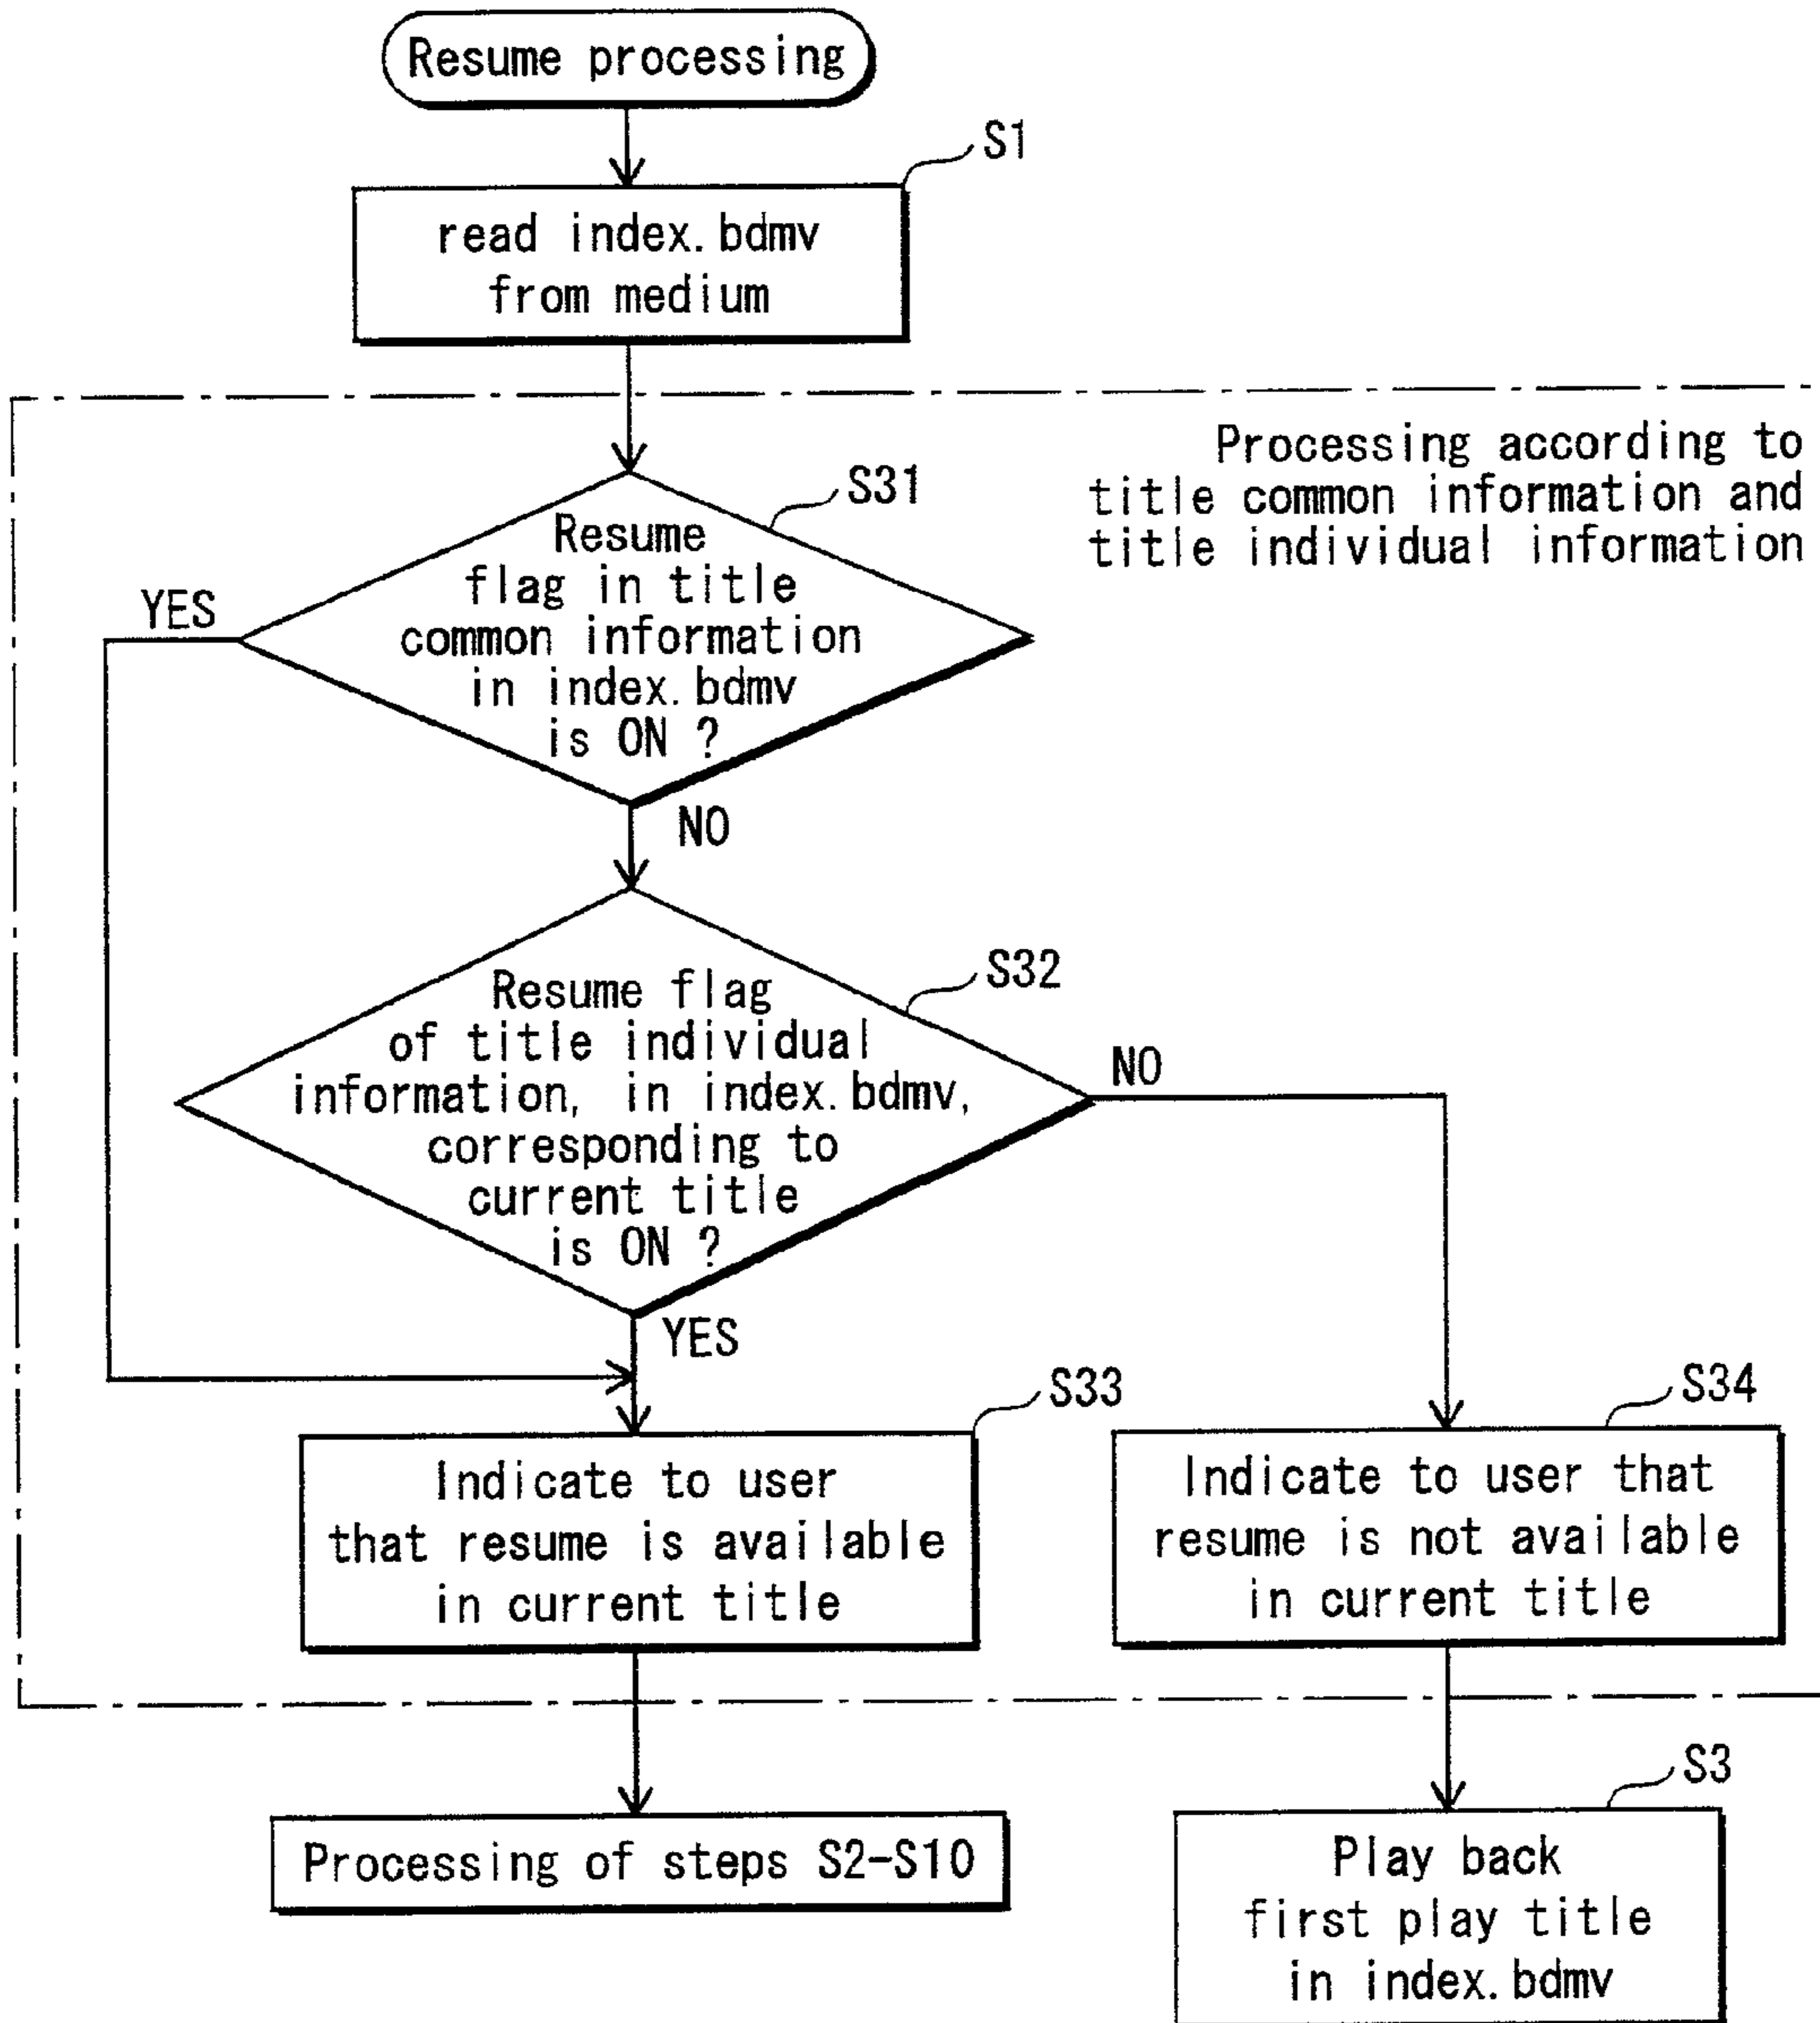 Resume processing
S1
read index.bdmv
from medium
Processing according to
title common information and
title individual information
S31
Resume
flag in title
common information
in index.bdmv
is ON ?
YES
NO
S32
Resume flag
of title individual
information, in index.bdmv,
corresponding to
current title
is ON ?
NO
YES
S33
Indicate to user
that resume is available
in current title
S34
Indicate to user that
resume is not available
in current title
Processing of steps S2-S10
S3
Play back
first play title
in index.bdmv